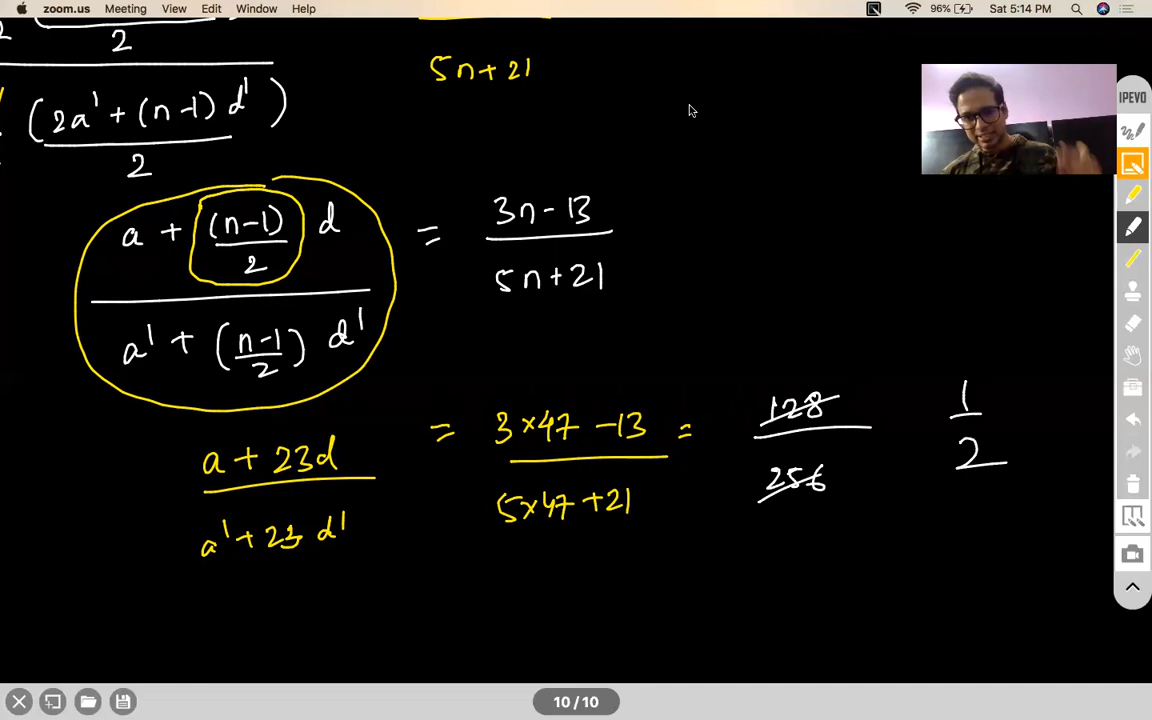 zoom.us Meeting View Edit Window Help 96% Sat 5:14 PM
2
5n+21
(2a' + (n-1) d')
2
IPEVO
a + (n-1)/2 d = 3n-13
a' + (n-1/2) d' 5n+21
a + 23d = 3×47-13 = 128 1
a' + 23 d' 5×47+21 256 2
10/10